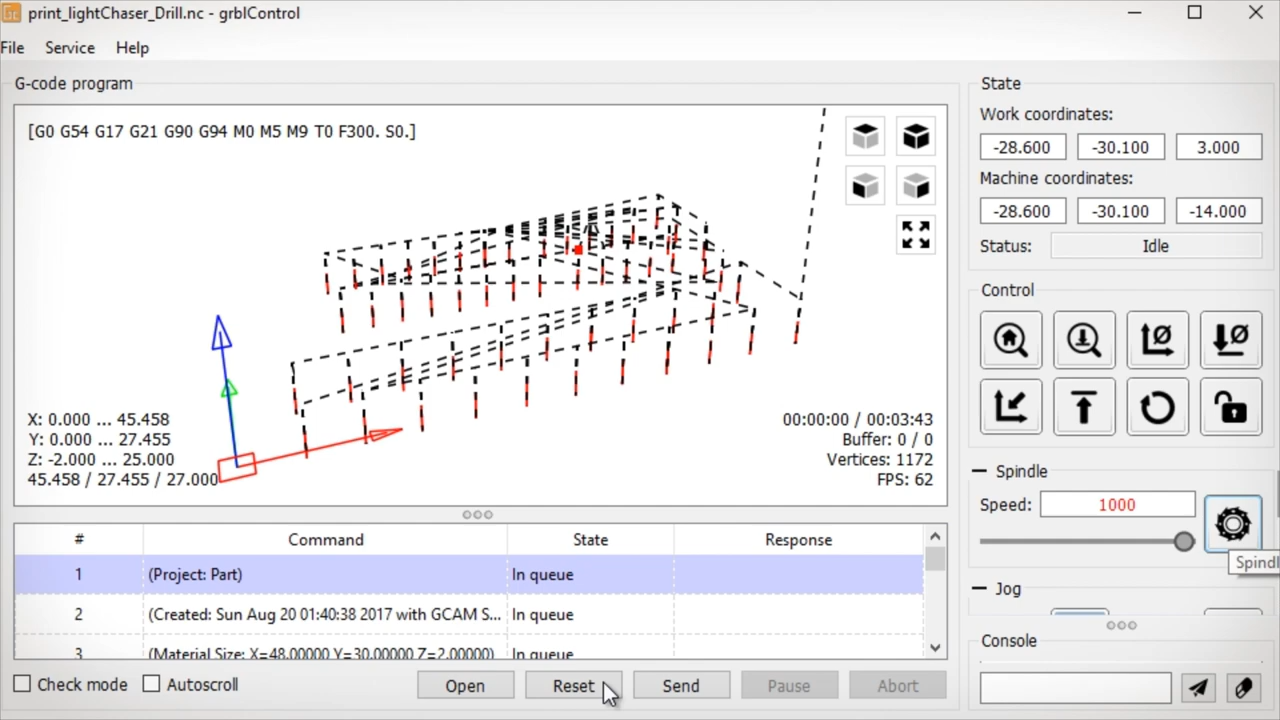 print_lightChaser_Drill.nc - grblControl
File Service Help
G-code program
[G0 G54 G17 G21 G90 G94 M0 M5 M9 T0 F300. S0.]
X: 0.000 ... 45.458
Y: 0.000 ... 27.455
Z: -2.000 ... 25.000
45.458 / 27.455 / 27.000
00:00:00 / 00:03:43
Buffer: 0 / 0
Vertices: 1172
FPS: 62
# Command State Response
1 (Project: Part) In queue
2 (Created: Sun Aug 20 01:40:38 2017 with GCAM S... In queue
3 (Material Size: X=48.00000 Y=30.00000 Z=2.00000) In queue
Check mode Autoscroll Open Reset Send Pause Abort
State
Work coordinates:
-28.600 -30.100 3.000
Machine coordinates:
-28.600 -30.100 -14.000
Status: Idle
Control
Spindle
Speed: 1000
Spindl
Jog
Console